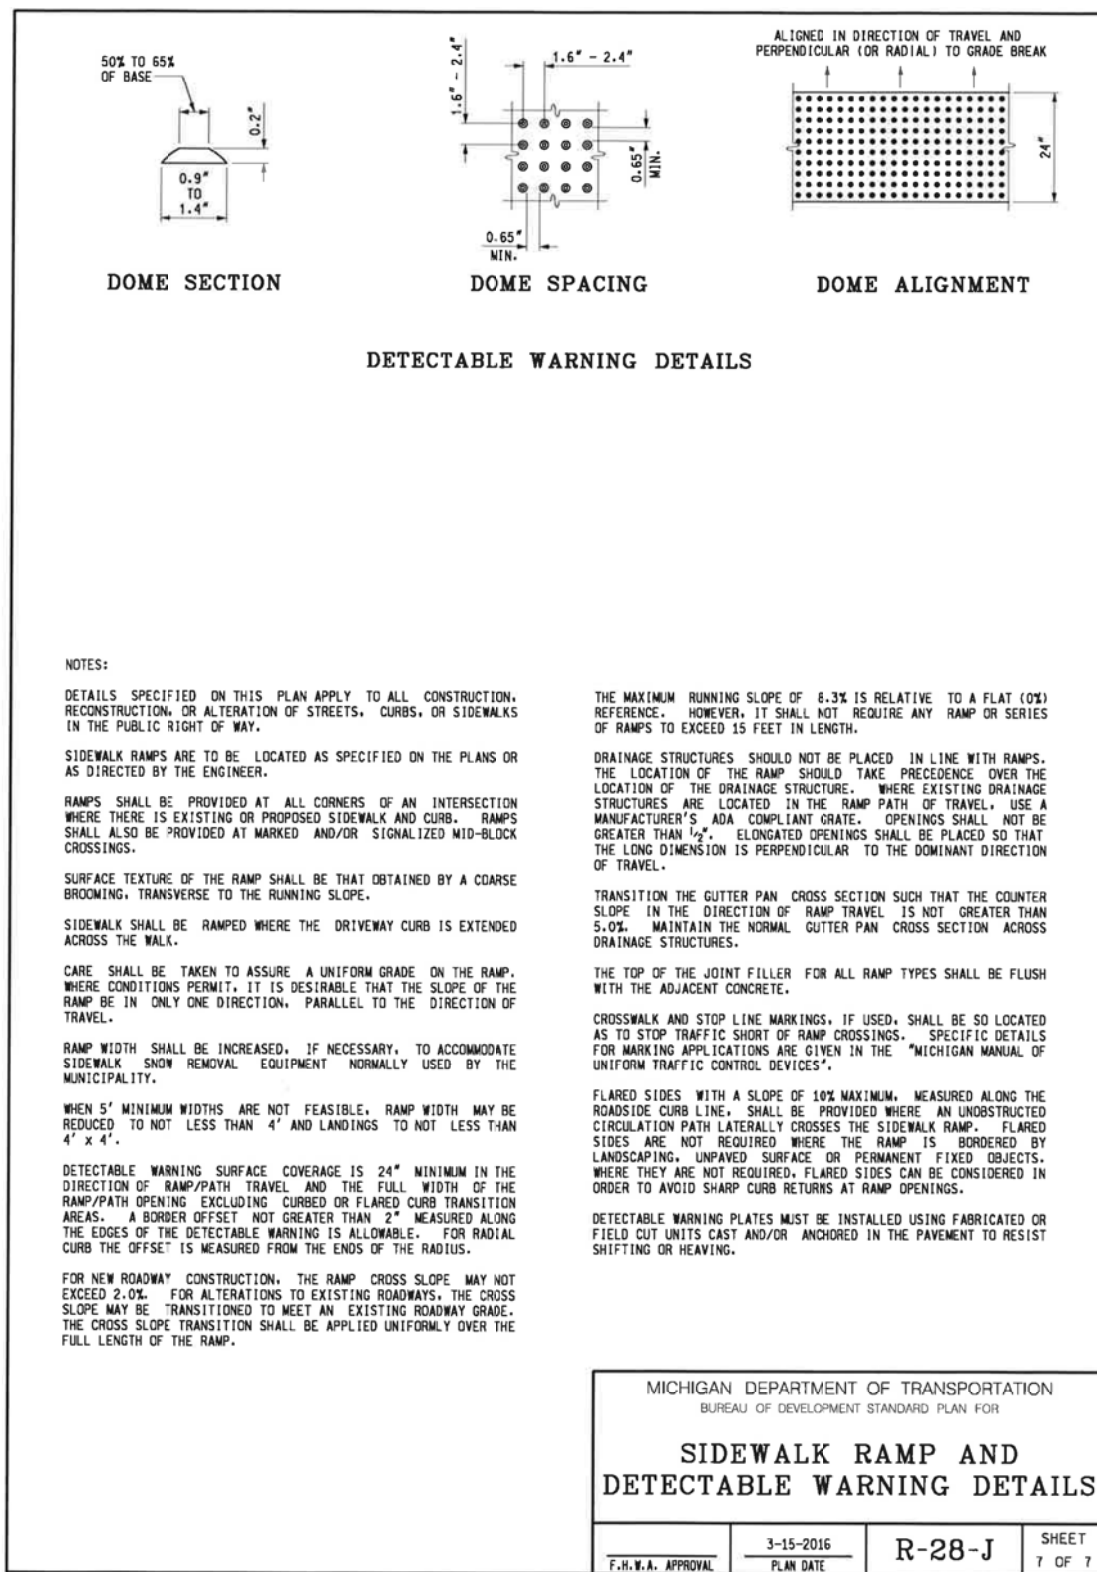 50% TO 65%
OF BASE
0.2"
0.9"
TO
1.4"
DOME SECTION
1.6" - 2.4"
1.6" - 2.4"
0.65"
MIN.
0.65"
MIN.
DOME SPACING
ALIGNED IN DIRECTION OF TRAVEL AND
PERPENDICULAR (OR RADIAL) TO GRADE BREAK
24"
DOME ALIGNMENT
DETECTABLE WARNING DETAILS
NOTES:
DETAILS SPECIFIED ON THIS PLAN APPLY TO ALL CONSTRUCTION,
RECONSTRUCTION, OR ALTERATION OF STREETS, CURBS, OR SIDEWALKS
IN THE PUBLIC RIGHT OF WAY.
SIDEWALK RAMPS ARE TO BE LOCATED AS SPECIFIED ON THE PLANS OR
AS DIRECTED BY THE ENGINEER.
RAMPS SHALL BE PROVIDED AT ALL CORNERS OF AN INTERSECTION
WHERE THERE IS EXISTING OR PROPOSED SIDEWALK AND CURB. RAMPS
SHALL ALSO BE PROVIDED AT MARKED AND/OR SIGNALIZED MID-BLOCK
CROSSINGS.
SURFACE TEXTURE OF THE RAMP SHALL BE THAT OBTAINED BY A COARSE
BROOMING, TRANSVERSE TO THE RUNNING SLOPE.
SIDEWALK SHALL BE RAMPED WHERE THE DRIVEWAY CURB IS EXTENDED
ACROSS THE WALK.
CARE SHALL BE TAKEN TO ASSURE A UNIFORM GRADE ON THE RAMP.
WHERE CONDITIONS PERMIT, IT IS DESIRABLE THAT THE SLOPE OF THE
RAMP BE IN ONLY ONE DIRECTION, PARALLEL TO THE DIRECTION OF
TRAVEL.
RAMP WIDTH SHALL BE INCREASED, IF NECESSARY, TO ACCOMMODATE
SIDEWALK SNOW REMOVAL EQUIPMENT NORMALLY USED BY THE
MUNICIPALITY.
WHEN 5' MINIMUM WIDTHS ARE NOT FEASIBLE, RAMP WIDTH MAY BE
REDUCED TO NOT LESS THAN 4' AND LANDINGS TO NOT LESS THAN
4' x 4'.
DETECTABLE WARNING SURFACE COVERAGE IS 24" MINIMUM IN THE
DIRECTION OF RAMP/PATH TRAVEL AND THE FULL WIDTH OF THE
RAMP/PATH OPENING EXCLUDING CURBED OR FLARED CURB TRANSITION
AREAS. A BORDER OFFSET NOT GREATER THAN 2" MEASURED ALONG
THE EDGES OF THE DETECTABLE WARNING IS ALLOWABLE. FOR RADIAL
CURB THE OFFSET IS MEASURED FROM THE ENDS OF THE RADIUS.
FOR NEW ROADWAY CONSTRUCTION, THE RAMP CROSS SLOPE MAY NOT
EXCEED 2.0%. FOR ALTERATIONS TO EXISTING ROADWAYS, THE CROSS
SLOPE MAY BE TRANSITIONED TO MEET AN EXISTING ROADWAY GRADE.
THE CROSS SLOPE TRANSITION SHALL BE APPLIED UNIFORMLY OVER THE
FULL LENGTH OF THE RAMP.
THE MAXIMUM RUNNING SLOPE OF 8.3% IS RELATIVE TO A FLAT (0%)
REFERENCE. HOWEVER, IT SHALL NOT REQUIRE ANY RAMP OR SERIES
OF RAMPS TO EXCEED 15 FEET IN LENGTH.
DRAINAGE STRUCTURES SHOULD NOT BE PLACED IN LINE WITH RAMPS.
THE LOCATION OF THE RAMP SHOULD TAKE PRECEDENCE OVER THE
LOCATION OF THE DRAINAGE STRUCTURE. WHERE EXISTING DRAINAGE
STRUCTURES ARE LOCATED IN THE RAMP PATH OF TRAVEL, USE A
MANUFACTURER'S ADA COMPLIANT GRATE. OPENINGS SHALL NOT BE
GREATER THAN 1/2". ELONGATED OPENINGS SHALL BE PLACED SO THAT
THE LONG DIMENSION IS PERPENDICULAR TO THE DOMINANT DIRECTION
OF TRAVEL.
TRANSITION THE GUTTER PAN CROSS SECTION SUCH THAT THE COUNTER
SLOPE IN THE DIRECTION OF RAMP TRAVEL IS NOT GREATER THAN
5.0%. MAINTAIN THE NORMAL GUTTER PAN CROSS SECTION ACROSS
DRAINAGE STRUCTURES.
THE TOP OF THE JOINT FILLER FOR ALL RAMP TYPES SHALL BE FLUSH
WITH THE ADJACENT CONCRETE.
CROSSWALK AND STOP LINE MARKINGS, IF USED, SHALL BE SO LOCATED
AS TO STOP TRAFFIC SHORT OF RAMP CROSSINGS. SPECIFIC DETAILS
FOR MARKING APPLICATIONS ARE GIVEN IN THE "MICHIGAN MANUAL OF
UNIFORM TRAFFIC CONTROL DEVICES".
FLARED SIDES WITH A SLOPE OF 10% MAXIMUM, MEASURED ALONG THE
ROADSIDE CURB LINE, SHALL BE PROVIDED WHERE AN UNOBSTRUCTED
CIRCULATION PATH LATERALLY CROSSES THE SIDEWALK RAMP. FLARED
SIDES ARE NOT REQUIRED WHERE THE RAMP IS BORDERED BY
LANDSCAPING, UNPAVED SURFACE OR PERMANENT FIXED OBJECTS.
WHERE THEY ARE NOT REQUIRED, FLARED SIDES CAN BE CONSIDERED IN
ORDER TO AVOID SHARP CURB RETURNS AT RAMP OPENINGS.
DETECTABLE WARNING PLATES MUST BE INSTALLED USING FABRICATED OR
FIELD CUT UNITS CAST AND/OR ANCHORED IN THE PAVEMENT TO RESIST
SHIFTING OR HEAVING.
MICHIGAN DEPARTMENT OF TRANSPORTATION
BUREAU OF DEVELOPMENT STANDARD PLAN FOR
SIDEWALK RAMP AND
DETECTABLE WARNING DETAILS
F.H.W.A. APPROVAL
3-15-2016
PLAN DATE
R-28-J
SHEET
7 OF 7